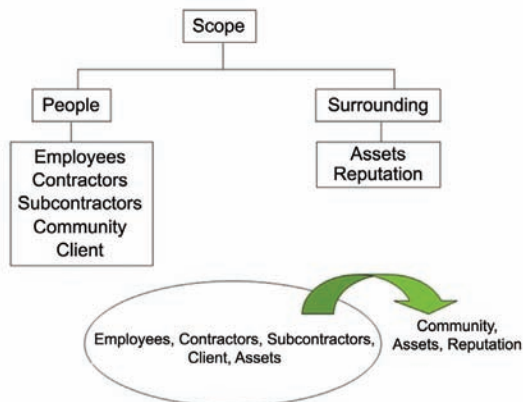 Scope
People
Surrounding
Employees
Contractors
Subcontractors
Community
Client
Assets
Reputation
Employees, Contractors, Subcontractors,
Client, Assets
Community,
Assets, Reputation